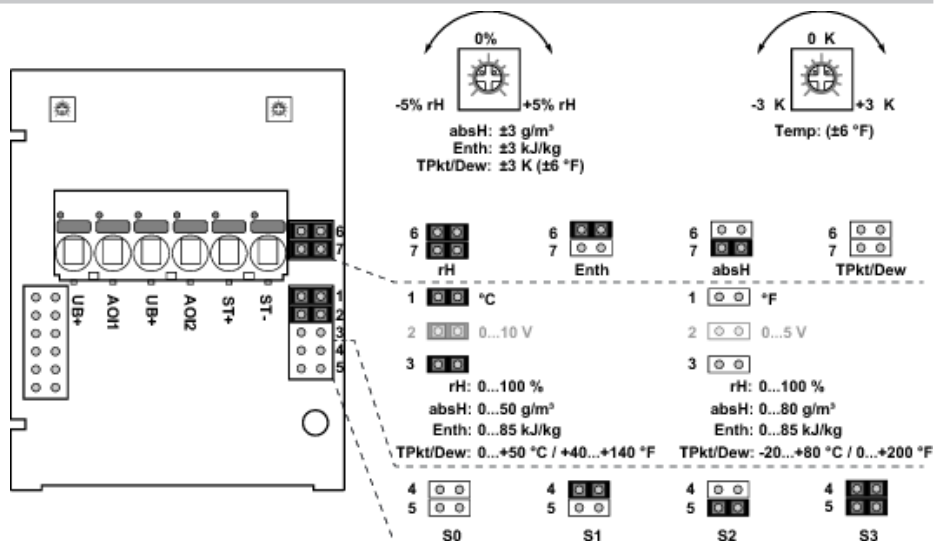 0%
0 K
-5% rH
+5% rH
-3 K
+3 K
absH: ±3 g/m³
Enth: ±3 kJ/kg
TPkt/Dew: ±3 K (±6 °F)
Temp: (±6 °F)
6
7
UB+
AOI1
UB+
AOI2
ST+
ST-
1
2
3
4
5
6
7
rH
6
7
Enth
6
7
absH
6
7
TPkt/Dew
1 °C
1 °F
2 0...10 V
2 0...5 V
3
rH: 0...100 %
absH: 0...50 g/m³
Enth: 0...85 kJ/kg
TPkt/Dew: 0...+50 °C / +40...+140 °F
3
rH: 0...100 %
absH: 0...80 g/m³
Enth: 0...85 kJ/kg
TPkt/Dew: -20...+80 °C / 0...+200 °F
4
5
S0
4
5
S1
4
5
S2
4
5
S3